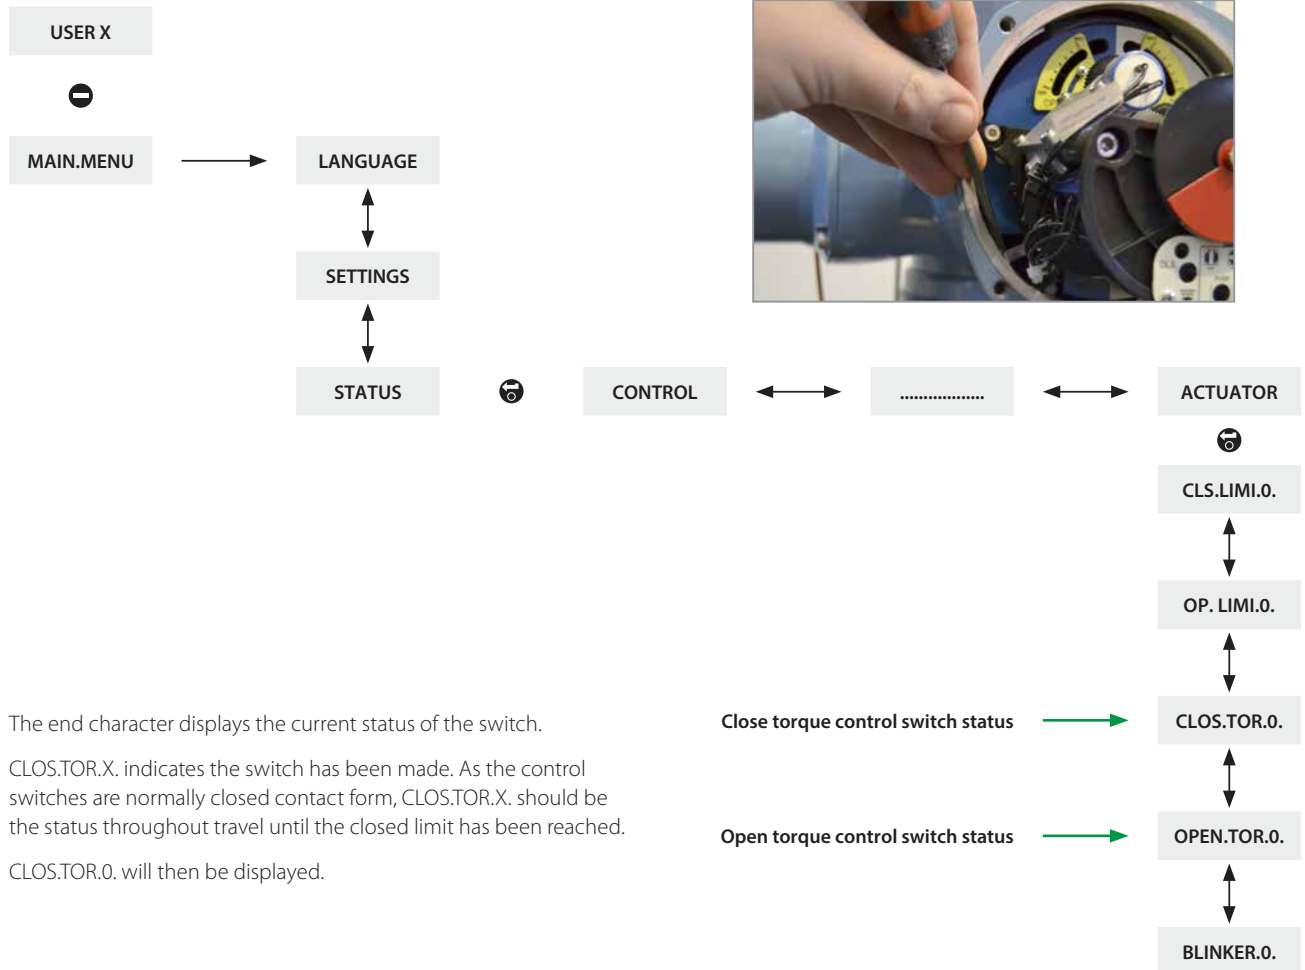 USER X
MAIN.MENU
LANGUAGE
SETTINGS
STATUS
CONTROL
..................
ACTUATOR
CLS.LIMI.0.
OP. LIMI.0.
Close torque control switch status
CLOS.TOR.0.
Open torque control switch status
OPEN.TOR.0.
BLINKER.0.
The end character displays the current status of the switch.
CLOS.TOR.X. indicates the switch has been made. As the control
switches are normally closed contact form, CLOS.TOR.X. should be
the status throughout travel until the closed limit has been reached.
CLOS.TOR.0. will then be displayed.